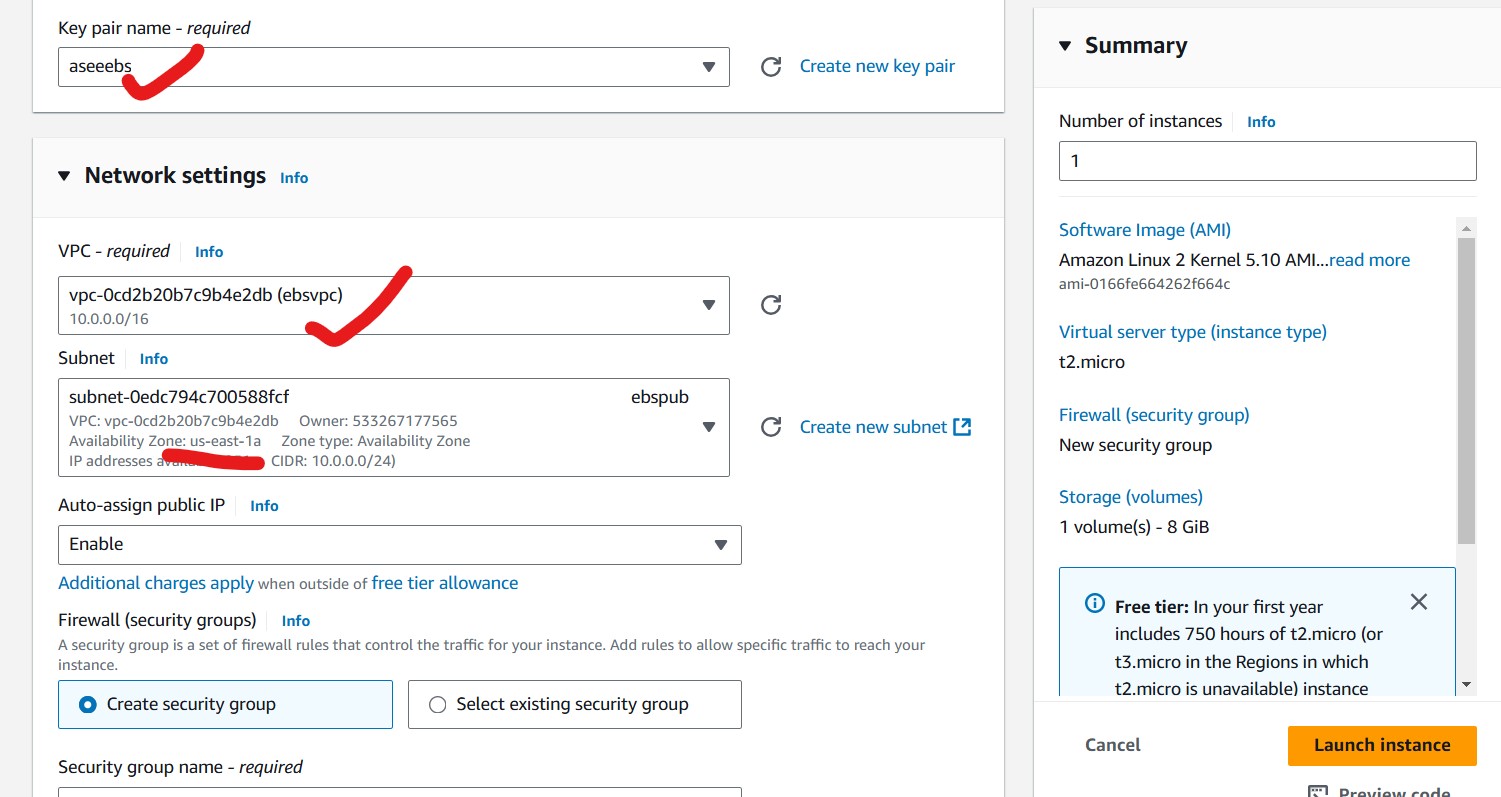 Key pair name - required
aseeebs
Create new key pair
Network settings Info
VPC - required Info
vpc-0cd2b20b7c9b4e2db (ebsvpc)
10.0.0.0/16
Subnet Info
subnet-0edc794c700588fcf ebspub
VPC: vpc-0cd2b20b7c9b4e2db Owner: 533267177565
Availability Zone: us-east-1a Zone type: Availability Zone
IP addresses CIDR: 10.0.0.0/24)
Create new subnet
Auto-assign public IP Info
Enable
Additional charges apply when outside of free tier allowance
Firewall (security groups) Info
A security group is a set of firewall rules that control the traffic for your instance. Add rules to allow specific traffic to reach your
instance.
Create security group
Select existing security group
Security group name - required
Summary
Number of instances Info
1
Software Image (AMI)
Amazon Linux 2 Kernel 5.10 AMI...read more
ami-0166fe664262f664c
Virtual server type (instance type)
t2.micro
Firewall (security group)
New security group
Storage (volumes)
1 volume(s) - 8 GiB
Free tier: In your first year
includes 750 hours of t2.micro (or
t3.micro in the Regions in which
t2.micro is unavailable) instance
Cancel
Launch instance
Preview code